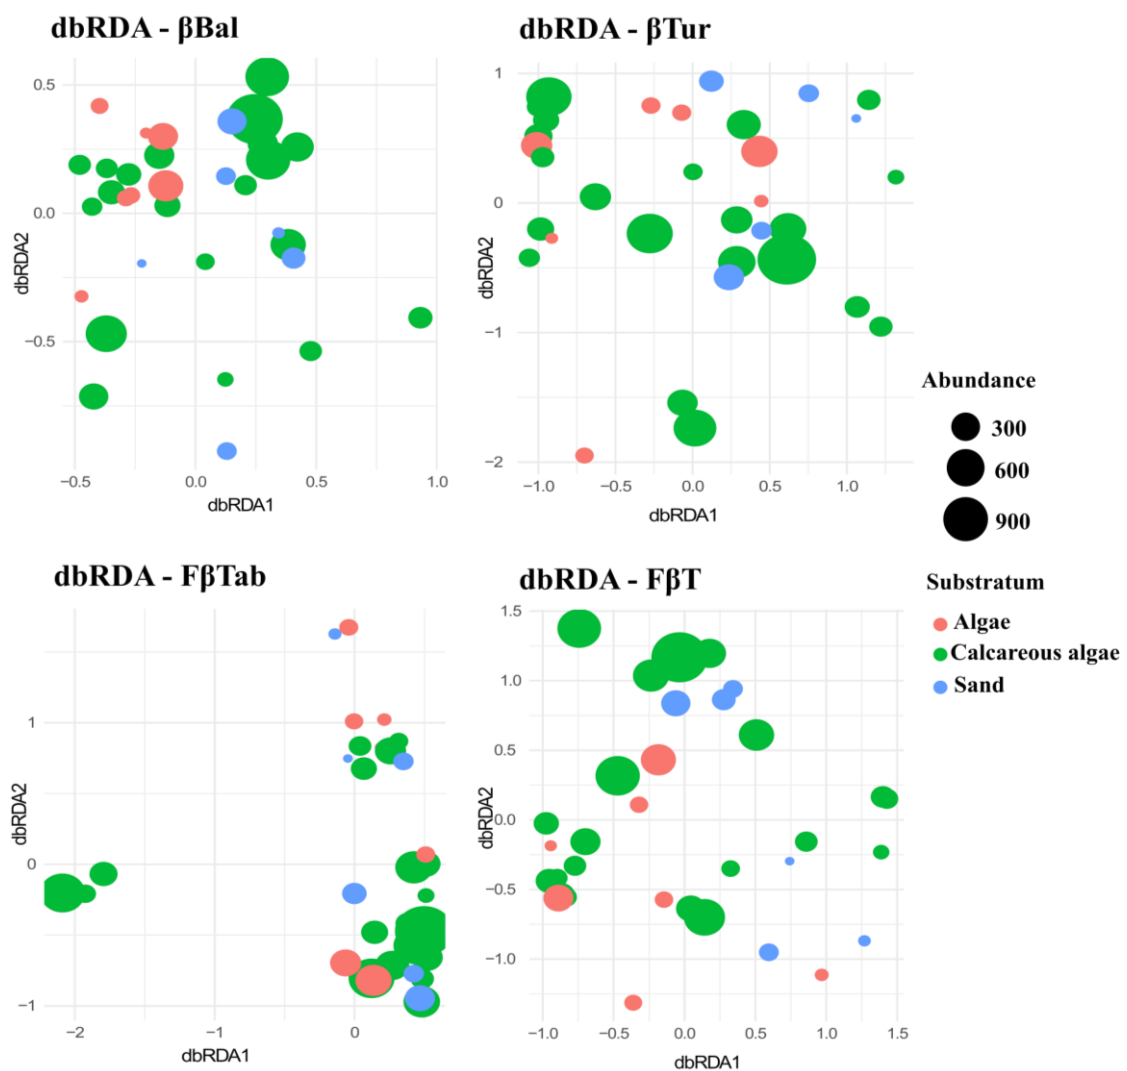 dbRDA - βBal
0.5
0.0
−0.5
dbRDA2
−0.5
0.0
0.5
1.0
dbRDA1
dbRDA - βTur
1
0
−1
−2
dbRDA2
−1.0
−0.5
0.0
0.5
1.0
dbRDA1
Abundance
300
600
900
Substratum
Algae
Calcareous algae
Sand
dbRDA - FβTab
1
0
−1
dbRDA2
−2
−1
0
dbRDA1
dbRDA - FβT
1.5
1.0
0.5
0.0
−0.5
−1.0
dbRDA2
−1.0
−0.5
0.0
0.5
1.0
1.5
dbRDA1